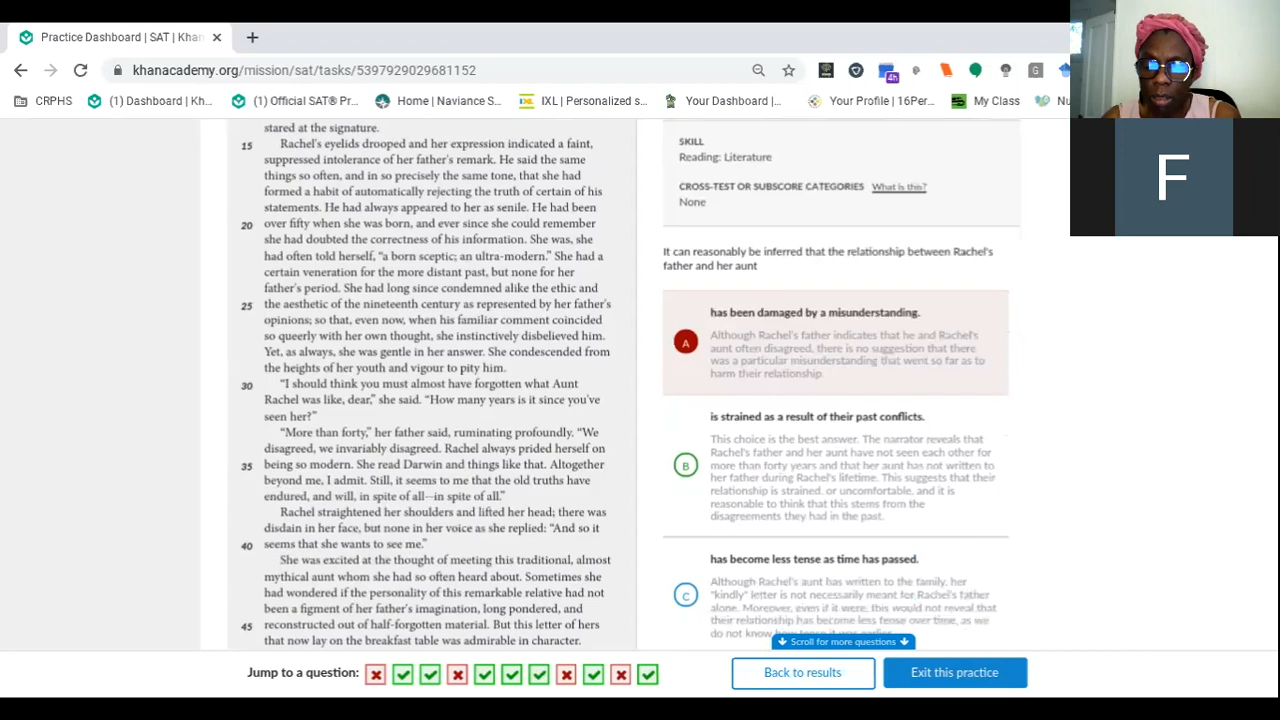 Practice Dashboard | SAT | Khan
khanacademy.org/mission/sat/tasks/5397929029681152
4h
G
CRPHS
(1) Dashboard | Kh...
(1) Official SAT® Pr...
Home | Naviance S...
IXL | Personalized s...
Your Dashboard |...
Your Profile | 16Per...
My Class
Nu
F
stared at the signature.
15 Rachel's eyelids drooped and her expression indicated a faint,
suppressed intolerance of her father's remark. He said the same
things so often, and in so precisely the same tone, that she had
formed a habit of automatically rejecting the truth of certain of his
statements. He had always appeared to her as senile. He had been
20 over fifty when she was born, and ever since she could remember
she had doubted the correctness of his information. She was, she
had often told herself, “a born sceptic; an ultra-modern.” She had a
certain veneration for the more distant past, but none for her
father's period. She had long since condemned alike the ethic and
25 the aesthetic of the nineteenth century as represented by her father's
opinions; so that, even now, when his familiar comment coincided
so queerly with her own thought, she instinctively disbelieved him.
Yet, as always, she was gentle in her answer. She condescended from
the heights of her youth and vigour to pity him.
30 “I should think you must almost have forgotten what Aunt
Rachel was like, dear,” she said. “How many years is it since you've
seen her?”
“More than forty,” her father said, ruminating profoundly. “We
disagreed, we invariably disagreed. Rachel always prided herself on
35 being so modern. She read Darwin and things like that. Altogether
beyond me, I admit. Still, it seems to me that the old truths have
endured, and will, in spite of all—in spite of all.”
Rachel straightened her shoulders and lifted her head; there was
disdain in her face, but none in her voice as she replied: “And so it
40 seems that she wants to see me.”
She was excited at the thought of meeting this traditional, almost
mythical aunt whom she had so often heard about. Sometimes she
had wondered if the personality of this remarkable relative had not
been a figment of her father's imagination, long pondered, and
45 reconstructed out of half-forgotten material. But this letter of hers
that now lay on the breakfast table was admirable in character.
SKILL
Reading: Literature
CROSS-TEST OR SUBSCORE CATEGORIES What is this?
None
It can reasonably be inferred that the relationship between Rachel's
father and her aunt
has been damaged by a misunderstanding.
A
Although Rachel's father indicates that he and Rachel's
aunt often disagreed, there is no suggestion that there
was a particular misunderstanding that went so far as to
harm their relationship.
is strained as a result of their past conflicts.
B
This choice is the best answer. The narrator reveals that
Rachel's father and her aunt have not seen each other for
more than forty years and that her aunt has not written to
her father during Rachel's lifetime. This suggests that their
relationship is strained, or uncomfortable, and it is
reasonable to think that this stems from the
disagreements they had in the past.
has become less tense as time has passed.
C
Although Rachel's aunt has written to the family, her
"kindly" letter is not necessarily meant for Rachel's father
alone. Moreover, even if it were, this would not reveal that
their relationship has become less tense over time, as we
do not know how tense it was earlier.
Scroll for more questions
Jump to a question:
Back to results
Exit this practice